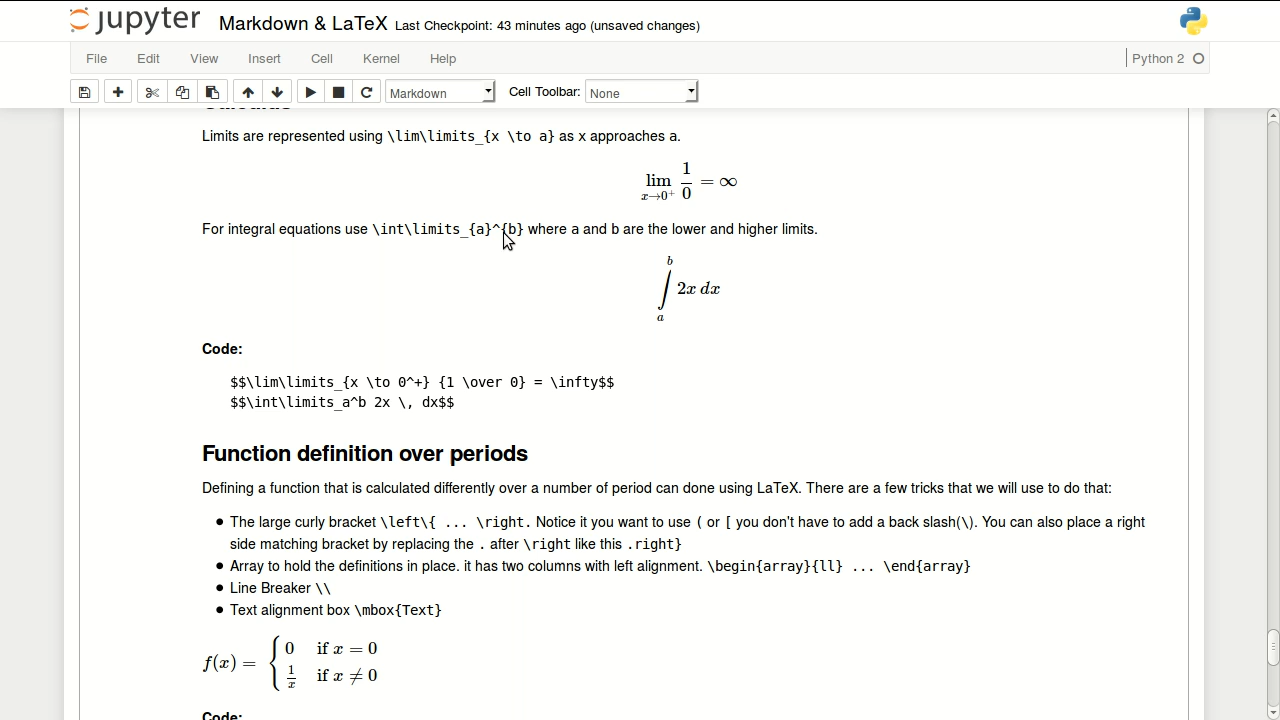 jupyter Markdown & LaTeX Last Checkpoint: 43 minutes ago (unsaved changes)
File Edit View Insert Cell Kernel Help Python 2
Markdown Cell Toolbar: None
Calculus
Limits are represented using \lim\limits_{x \to a} as x approaches a.
lim x→0⁺ 1/0 = ∞
For integral equations use \int\limits_{a}^{b} where a and b are the lower and higher limits.
b
∫ 2x dx
a
Code:
$$\lim\limits_{x \to 0^+} {1 \over 0} = \infty$$
$$\int\limits_a^b 2x \, dx$$
Function definition over periods
Defining a function that is calculated differently over a number of period can done using LaTeX. There are a few tricks that we will use to do that:
• The large curly bracket \left\{ ... \right. Notice it you want to use ( or [ you don't have to add a back slash(\). You can also place a right
side matching bracket by replacing the . after \right like this .right}
• Array to hold the definitions in place. it has two columns with left alignment. \begin{array}{ll} ... \end{array}
• Line Breaker \\
• Text alignment box \mbox{Text}
f(x) = { 0 if x = 0
1/x if x ≠ 0
Code: